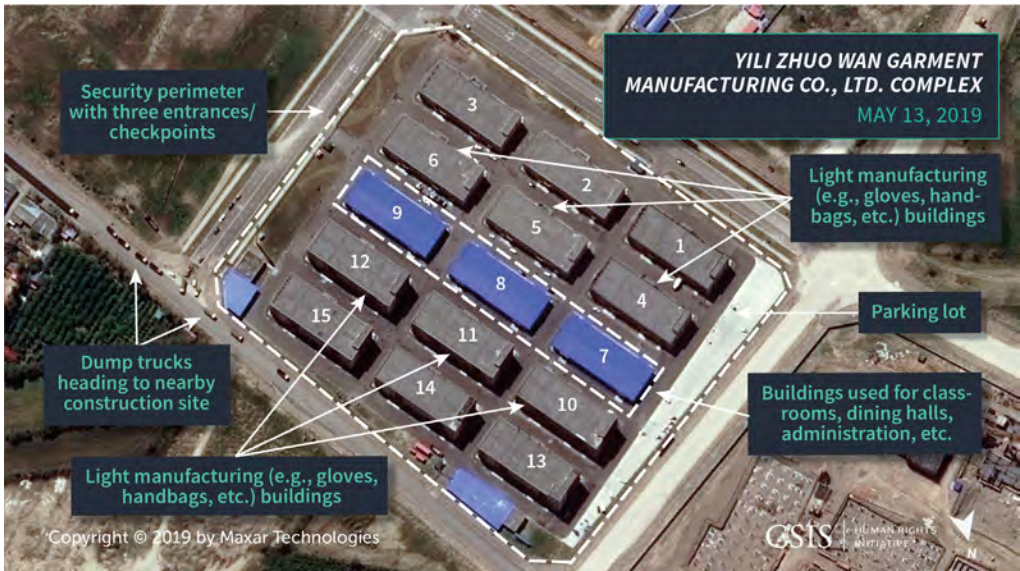 YILI ZHUO WAN GARMENT
MANUFACTURING CO., LTD. COMPLEX
MAY 13, 2019
Security perimeter
with three entrances/
checkpoints
3
6
2
9
5
1
12
8
4
15
11
7
14
10
13
Light manufacturing
(e.g., gloves, hand-
bags, etc.) buildings
Parking lot
Dump trucks
heading to nearby
construction site
Buildings used for class-
rooms, dining halls,
administration, etc.
Light manufacturing (e.g., gloves,
handbags, etc.) buildings
Copyright © 2019 by Maxar Technologies
CSIS
HUMAN RIGHTS
INITIATIVE
N